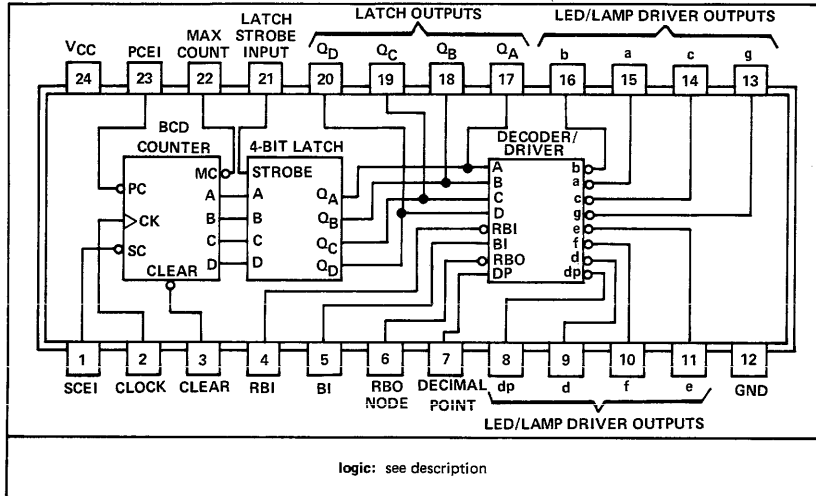 LATCH OUTPUTS
LED/LAMP DRIVER OUTPUTS
VCC PCEI MAX COUNT LATCH STROBE INPUT QD QC QB QA b a c g
24 23 22 21 20 19 18 17 16 15 14 13
BCD COUNTER
4-BIT LATCH
DECODER/DRIVER
PC
CK
SC
CLEAR
MC
A
B
C
D
STROBE
A
B
C
D
QA
QB
QC
QD
A
B
C
D
RBI
BI
RBO
DP
b
a
c
g
e
f
d
dp
1 2 3 4 5 6 7 8 9 10 11 12
SCEI CLOCK CLEAR RBI BI RBO NODE DECIMAL POINT dp d f e GND
LED/LAMP DRIVER OUTPUTS
logic: see description